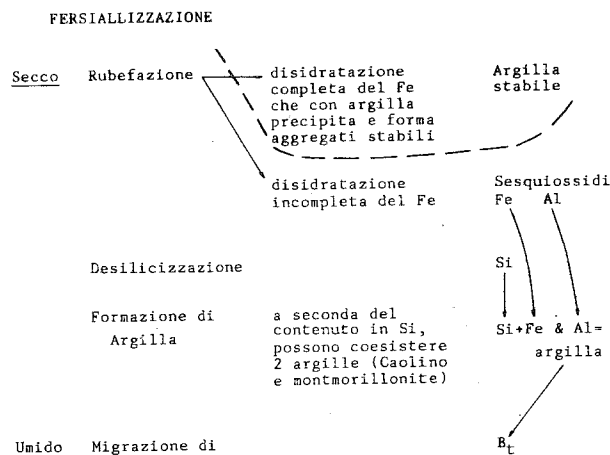 FERSIALLIZZAZIONE
Secco Rubefazione disidratazione Argilla
completa del Fe stabile
che con argilla
precipita e forma
aggregati stabili
disidratazione Sesquiossidi
incompleta del Fe Fe Al
Desilicizzazione Si
Formazione di a seconda del Si+Fe & Al=
Argilla contenuto in Si, argilla
possono coesistere
2 argille (Caolino
e montmorillonite)
Umido Migrazione di Bt